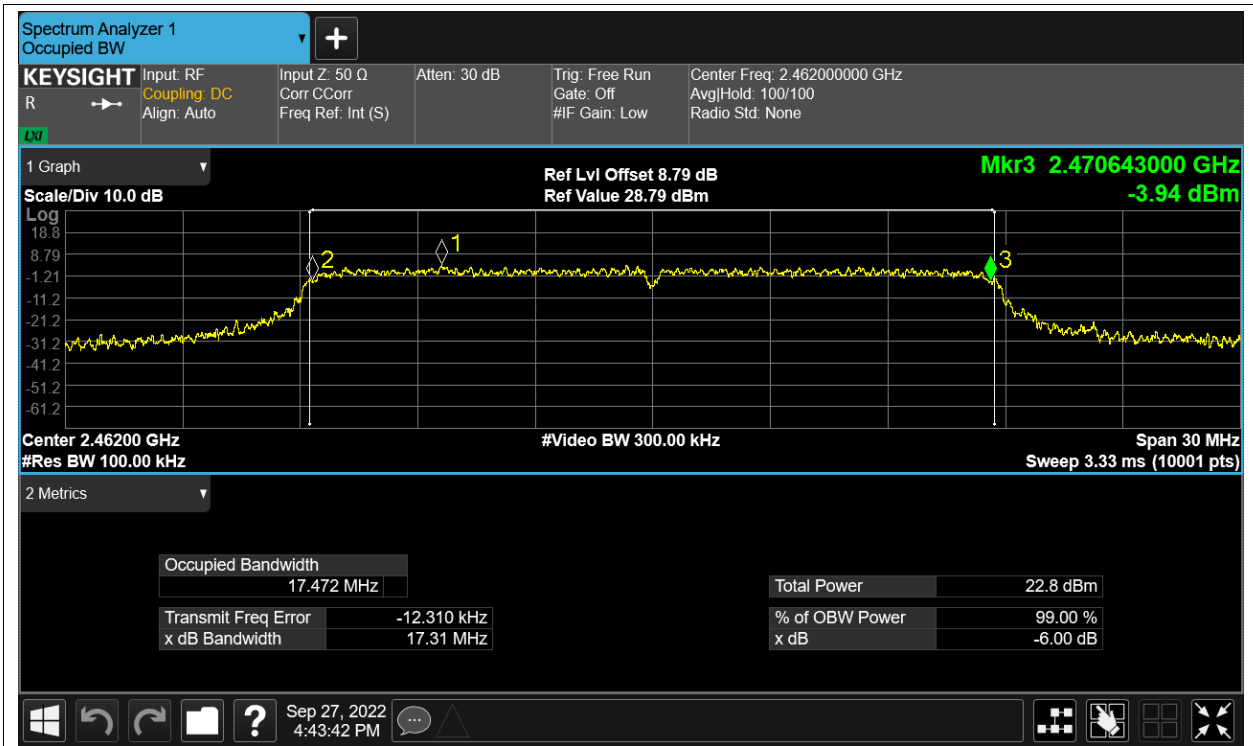 Spectrum Analyzer 1
Occupied BW
+
KEYSIGHT
R
LXI
Input: RF
Coupling: DC
Align: Auto
Input Z: 50 Ω
Corr CCorr
Freq Ref: Int (S)
Atten: 30 dB
Trig: Free Run
Gate: Off
#IF Gain: Low
Center Freq: 2.462000000 GHz
Avg|Hold: 100/100
Radio Std: None
1 Graph
Scale/Div 10.0 dB
Ref Lvl Offset 8.79 dB
Ref Value 28.79 dBm
Mkr3 2.470643000 GHz
-3.94 dBm
Log
18.8
8.79
-1.21
-11.2
-21.2
-31.2
-41.2
-51.2
-61.2
1
2
3
Center 2.46200 GHz
#Res BW 100.00 kHz
#Video BW 300.00 kHz
Span 30 MHz
Sweep 3.33 ms (10001 pts)
2 Metrics
Occupied Bandwidth
17.472 MHz
Transmit Freq Error -12.310 kHz
x dB Bandwidth 17.31 MHz
Total Power 22.8 dBm
% of OBW Power 99.00 %
x dB -6.00 dB
?
Sep 27, 2022
4:43:42 PM